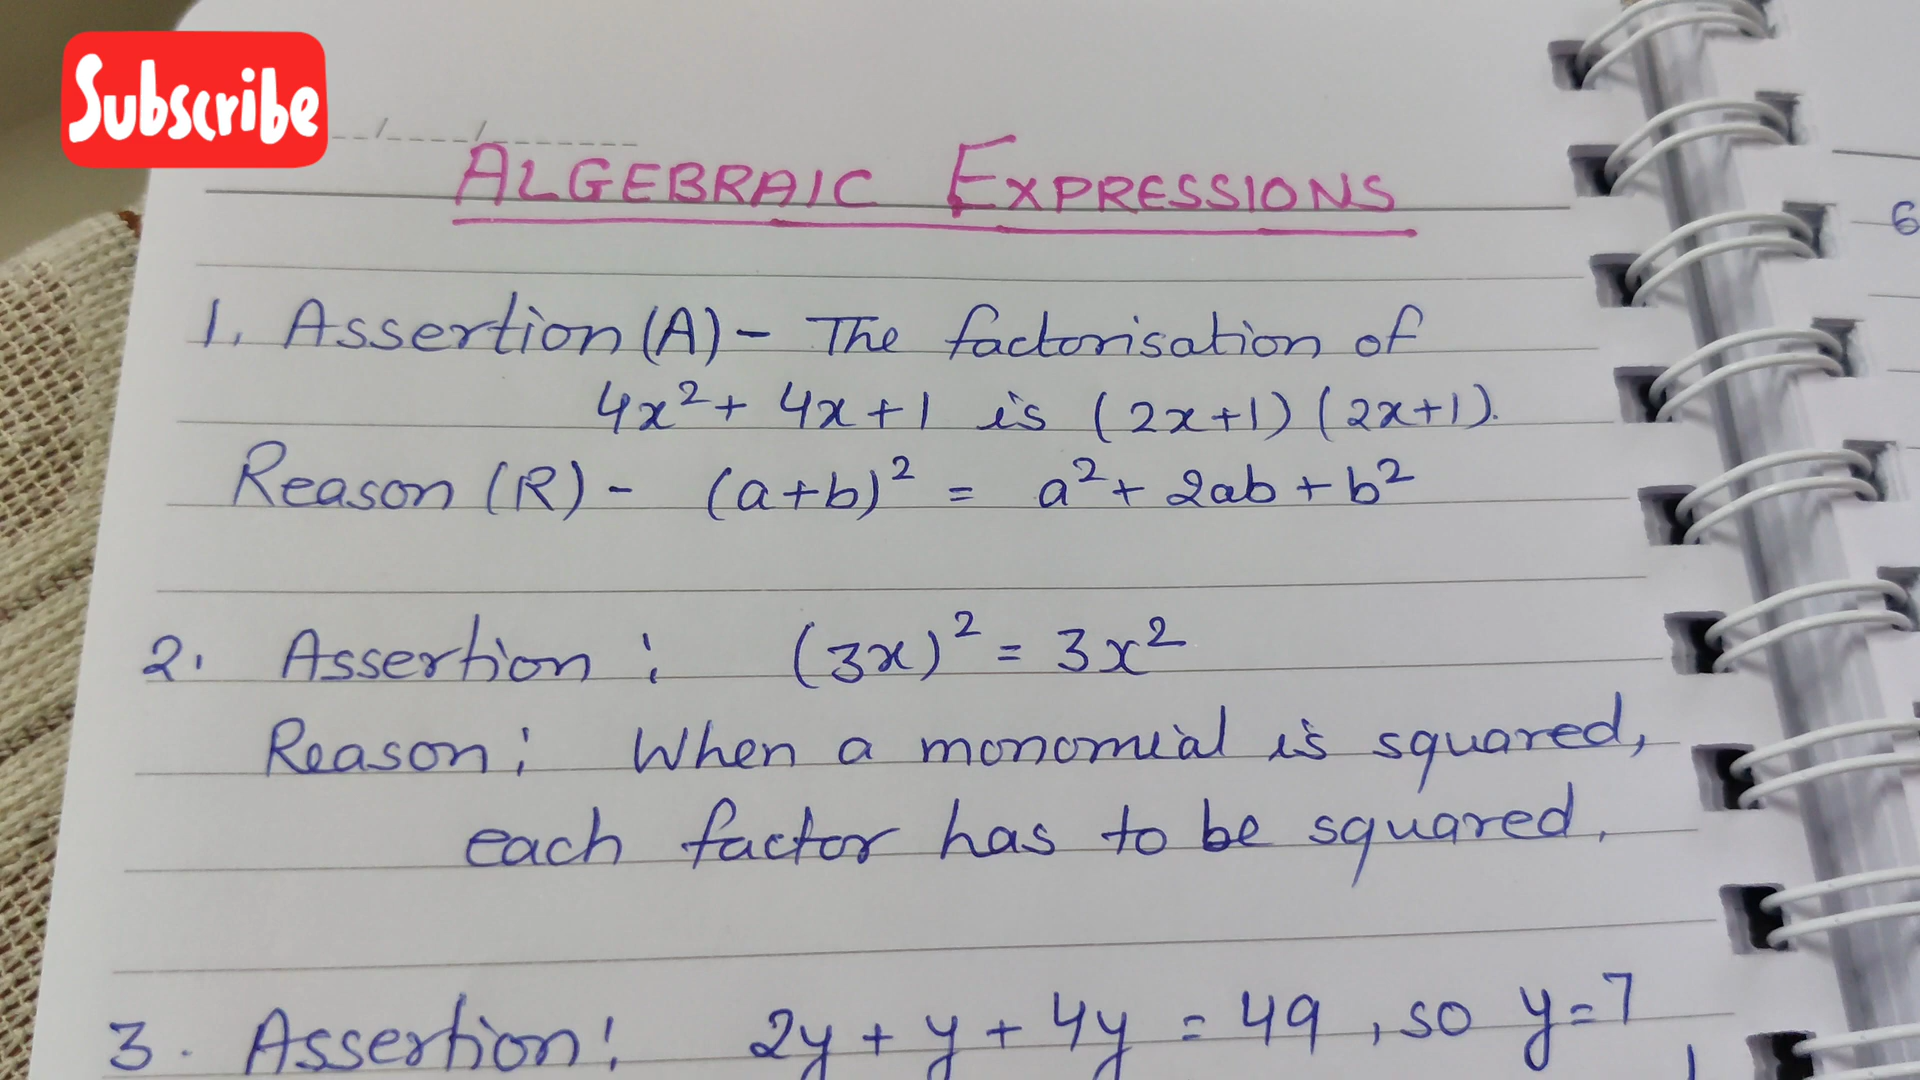 Subscribe
ALGEBRAIC EXPRESSIONS
6
1. Assertion (A) - The factorisation of
4x² + 4x + 1 is (2x+1) (2x+1).
Reason (R) - (a+b)² = a² + 2ab + b²
2. Assertion : (3x)² = 3x²
Reason : When a monomial is squared,
each factor has to be squared.
3. Assertion : 2y + y + 4y = 49 , so y=7